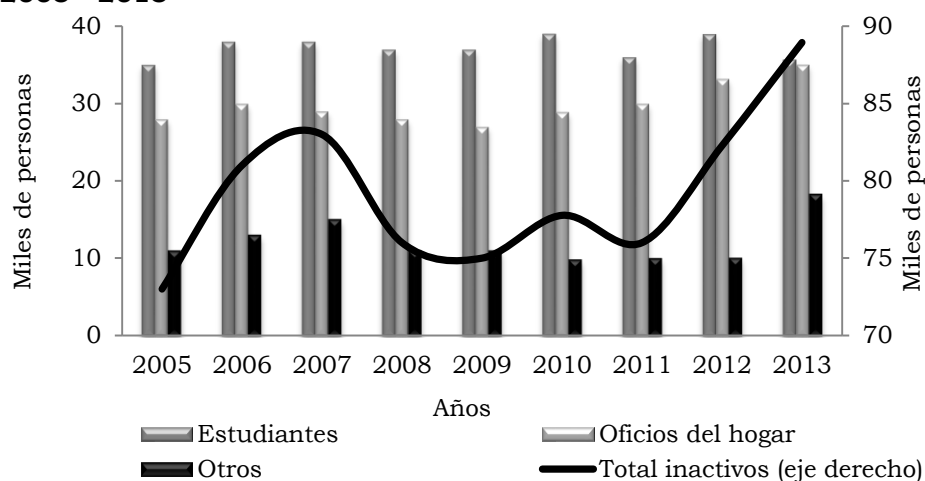 40
30
20
10
0
Miles de personas
90
85
80
75
70
Miles de personas
2005 2006 2007 2008 2009 2010 2011 2012 2013
Años
Estudiantes Oficios del hogar
Otros Total inactivos (eje derecho)